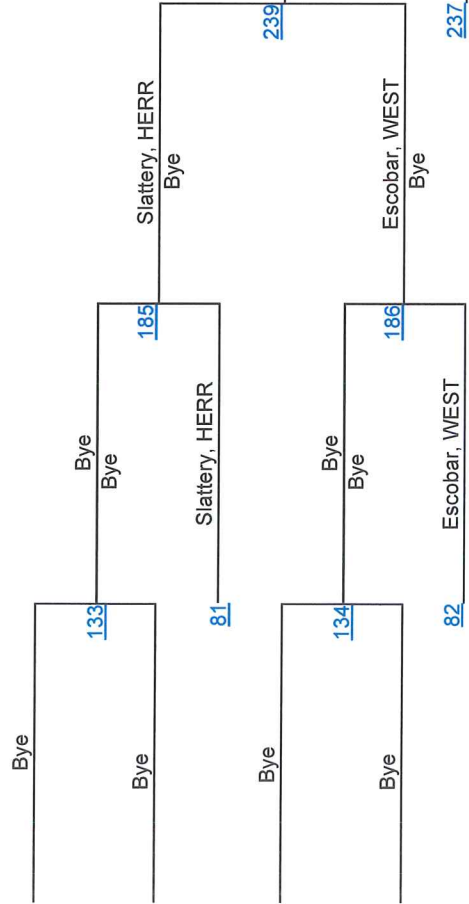 Bye
Bye
133
Bye
Bye
Slattery, HERR
185
Bye
Slattery, HERR
81
Bye
239
Bye
134
Bye
Bye
Escobar, WEST
186
Bye
Escobar, WEST
82
237